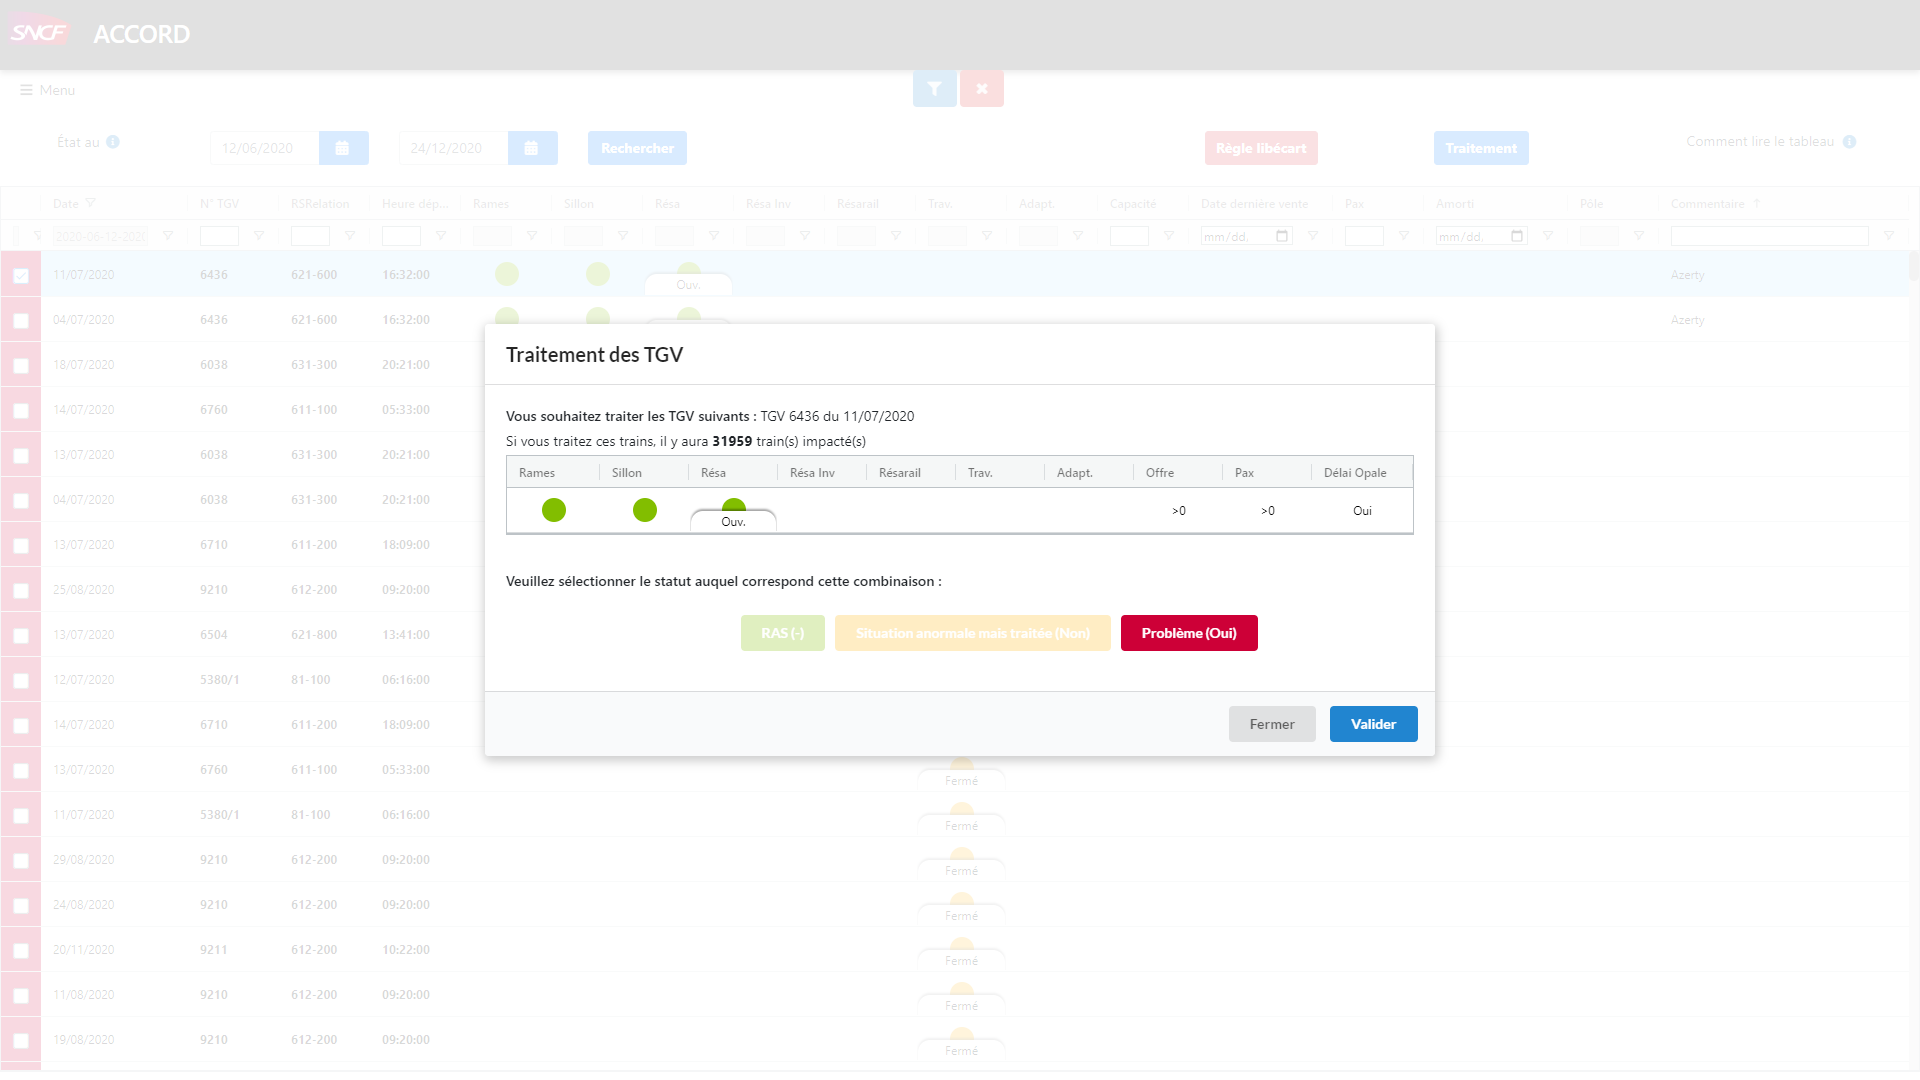 SNCF ACCORD
Menu
État au 12/06/2020 24/12/2020 Rechercher Règle libécart Traitement Comment lire le tableau
Date N° TGV RSRelation Heure dép... Rames Sillon Résa Résa Inv Résarail Trav. Adapt. Capacité Date dernière vente Pax Amorti Pôle Commentaire
2020-06-12-2020 mm/dd. mm/dd.
11/07/2020 6436 621-600 16:32:00 Ouv. Azerty
04/07/2020 6436 621-600 16:32:00 Azerty
18/07/2020 6038 631-300 20:21:00
14/07/2020 6760 611-100 05:33:00
13/07/2020 6038 631-300 20:21:00
04/07/2020 6038 631-300 20:21:00
13/07/2020 6710 611-200 18:09:00
25/08/2020 9210 612-200 09:20:00
13/07/2020 6504 621-800 13:41:00
12/07/2020 5380/1 81-100 06:16:00
14/07/2020 6710 611-200 18:09:00
13/07/2020 6760 611-100 05:33:00 Fermé
11/07/2020 5380/1 81-100 06:16:00 Fermé
29/08/2020 9210 612-200 09:20:00 Fermé
24/08/2020 9210 612-200 09:20:00 Fermé
20/11/2020 9211 612-200 10:22:00 Fermé
11/08/2020 9210 612-200 09:20:00 Fermé
19/08/2020 9210 612-200 09:20:00 Fermé
Traitement des TGV
Vous souhaitez traiter les TGV suivants : TGV 6436 du 11/07/2020
Si vous traitez ces trains, il y aura 31959 train(s) impacté(s)
Rames Sillon Résa Résa Inv Résarail Trav. Adapt. Offre Pax Délai Opale
Ouv. >0 >0 Oui
Veuillez sélectionner le statut auquel correspond cette combinaison :
RAS (-) Situation anormale mais traitée (Non) Problème (Oui)
Fermer Valider